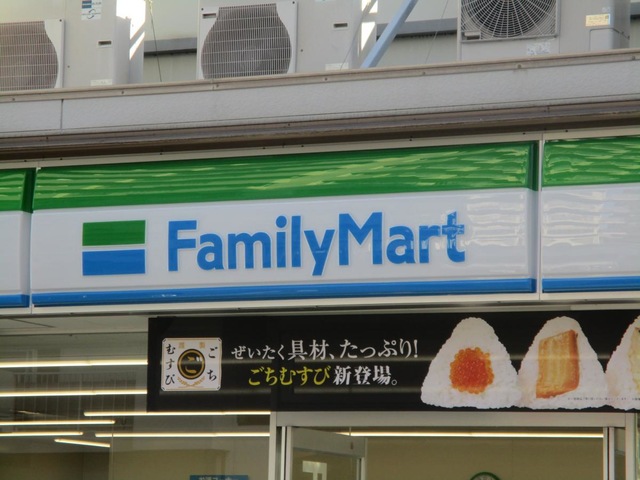 FamilyMart
ぜいたく具材、たっぷり!
ごちむすび新登場。
ごち
むすび